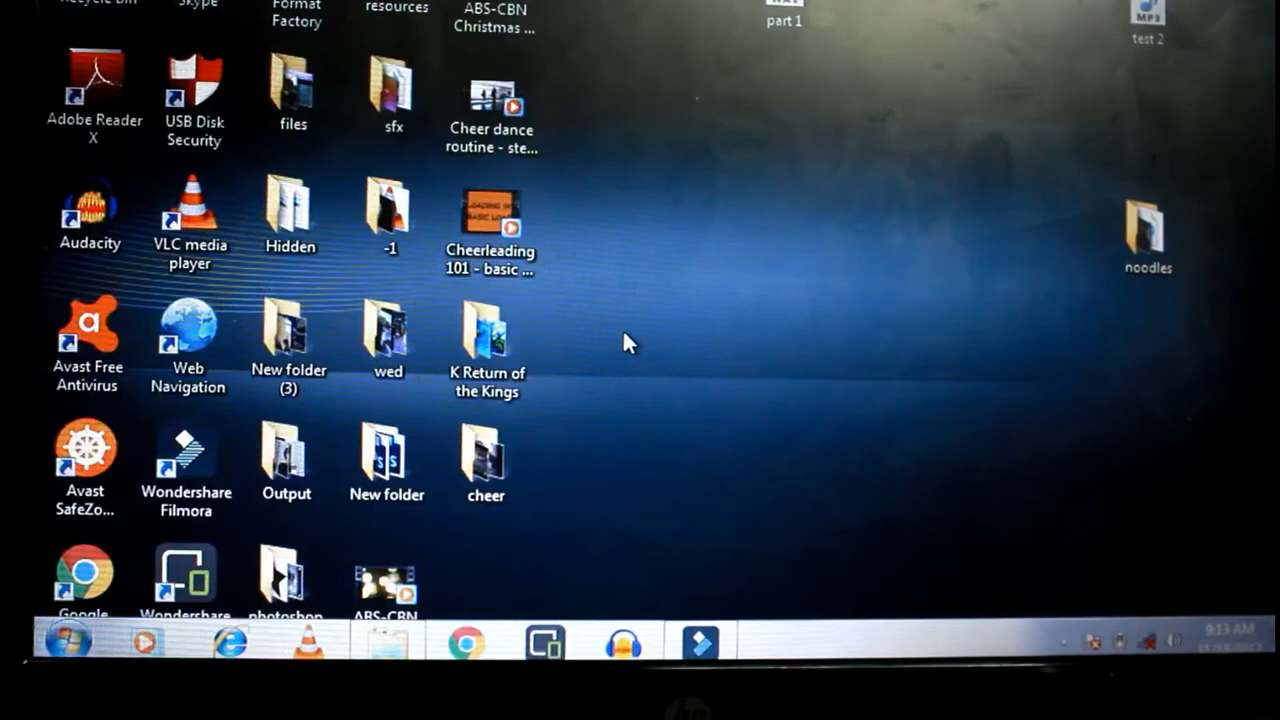 Recycle Bin
Skype
Format
Factory
resources
ABS-CBN
Christmas ...
part 1
MP3
test 2
Adobe Reader
X
USB Disk
Security
files
sfx
Cheer dance
routine - ste...
Audacity
VLC media
player
Hidden
-1
Cheerleading
101 - basic ...
noodles
Avast Free
Antivirus
Web
Navigation
New folder
(3)
wed
K Return of
the Kings
Avast
SafeZo...
Wondershare
Filmora
Output
New folder
cheer
Google
Wondershare
photoshop
ABS-CBN
9:13 AM
hp